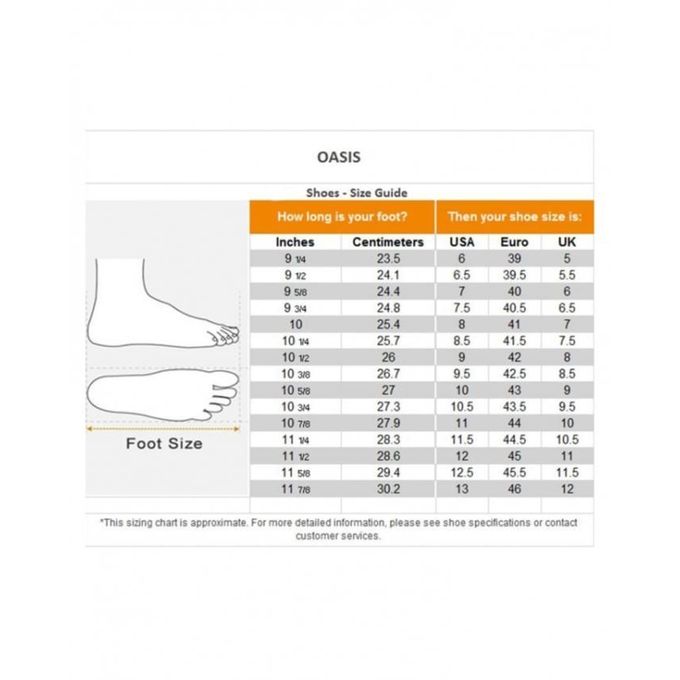 OASIS
Shoes - Size Guide
How long is your foot? Then your shoe size is:
Inches Centimeters USA Euro UK
9 1/4 23.5 6 39 5
9 1/2 24.1 6.5 39.5 5.5
9 5/8 24.4 7 40 6
9 3/4 24.8 7.5 40.5 6.5
10 25.4 8 41 7
10 1/4 25.7 8.5 41.5 7.5
10 1/2 26 9 42 8
10 3/8 26.7 9.5 42.5 8.5
10 5/8 27 10 43 9
10 3/4 27.3 10.5 43.5 9.5
10 7/8 27.9 11 44 10
11 1/4 28.3 11.5 44.5 10.5
11 1/2 28.6 12 45 11
11 5/8 29.4 12.5 45.5 11.5
11 7/8 30.2 13 46 12
Foot Size
*This sizing chart is approximate. For more detailed information, please see shoe specifications or contact
customer services.